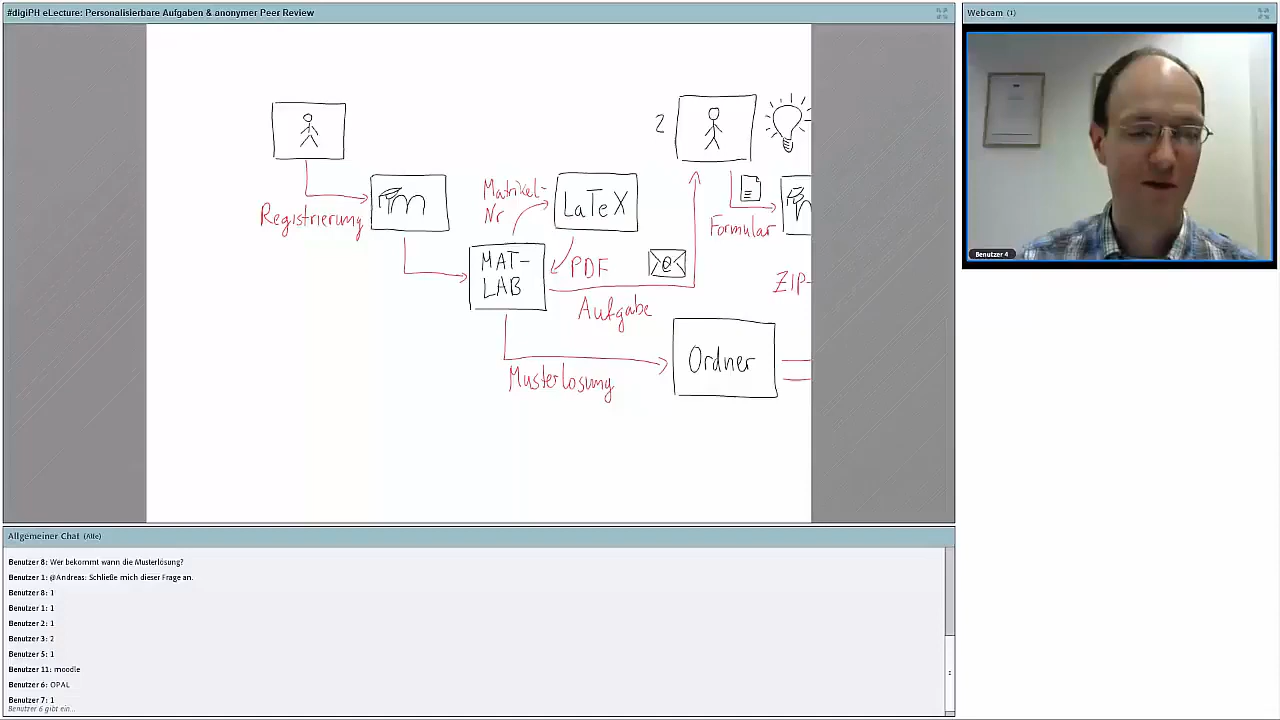 #digiPH eLecture: Personalisierbare Aufgaben & anonymer Peer Review
Webcam (1)
Benutzer 4
2
Registrierung
m
Matrikel-
Nr
LaTeX
MAT-
LAB
PDF
e
Aufgabe
Formular
ZIP-
Musterlosung
Ordner
Allgemeiner Chat (Alle)
Benutzer 8: Wer bekommt wann die Musterlösung?
Benutzer 1: @Andreas: Schließe mich dieser Frage an.
Benutzer 8: 1
Benutzer 1: 1
Benutzer 2: 1
Benutzer 3: 2
Benutzer 5: 1
Benutzer 11: moodle
Benutzer 6: OPAL
Benutzer 7: 1
Benutzer 6 gibt ein...